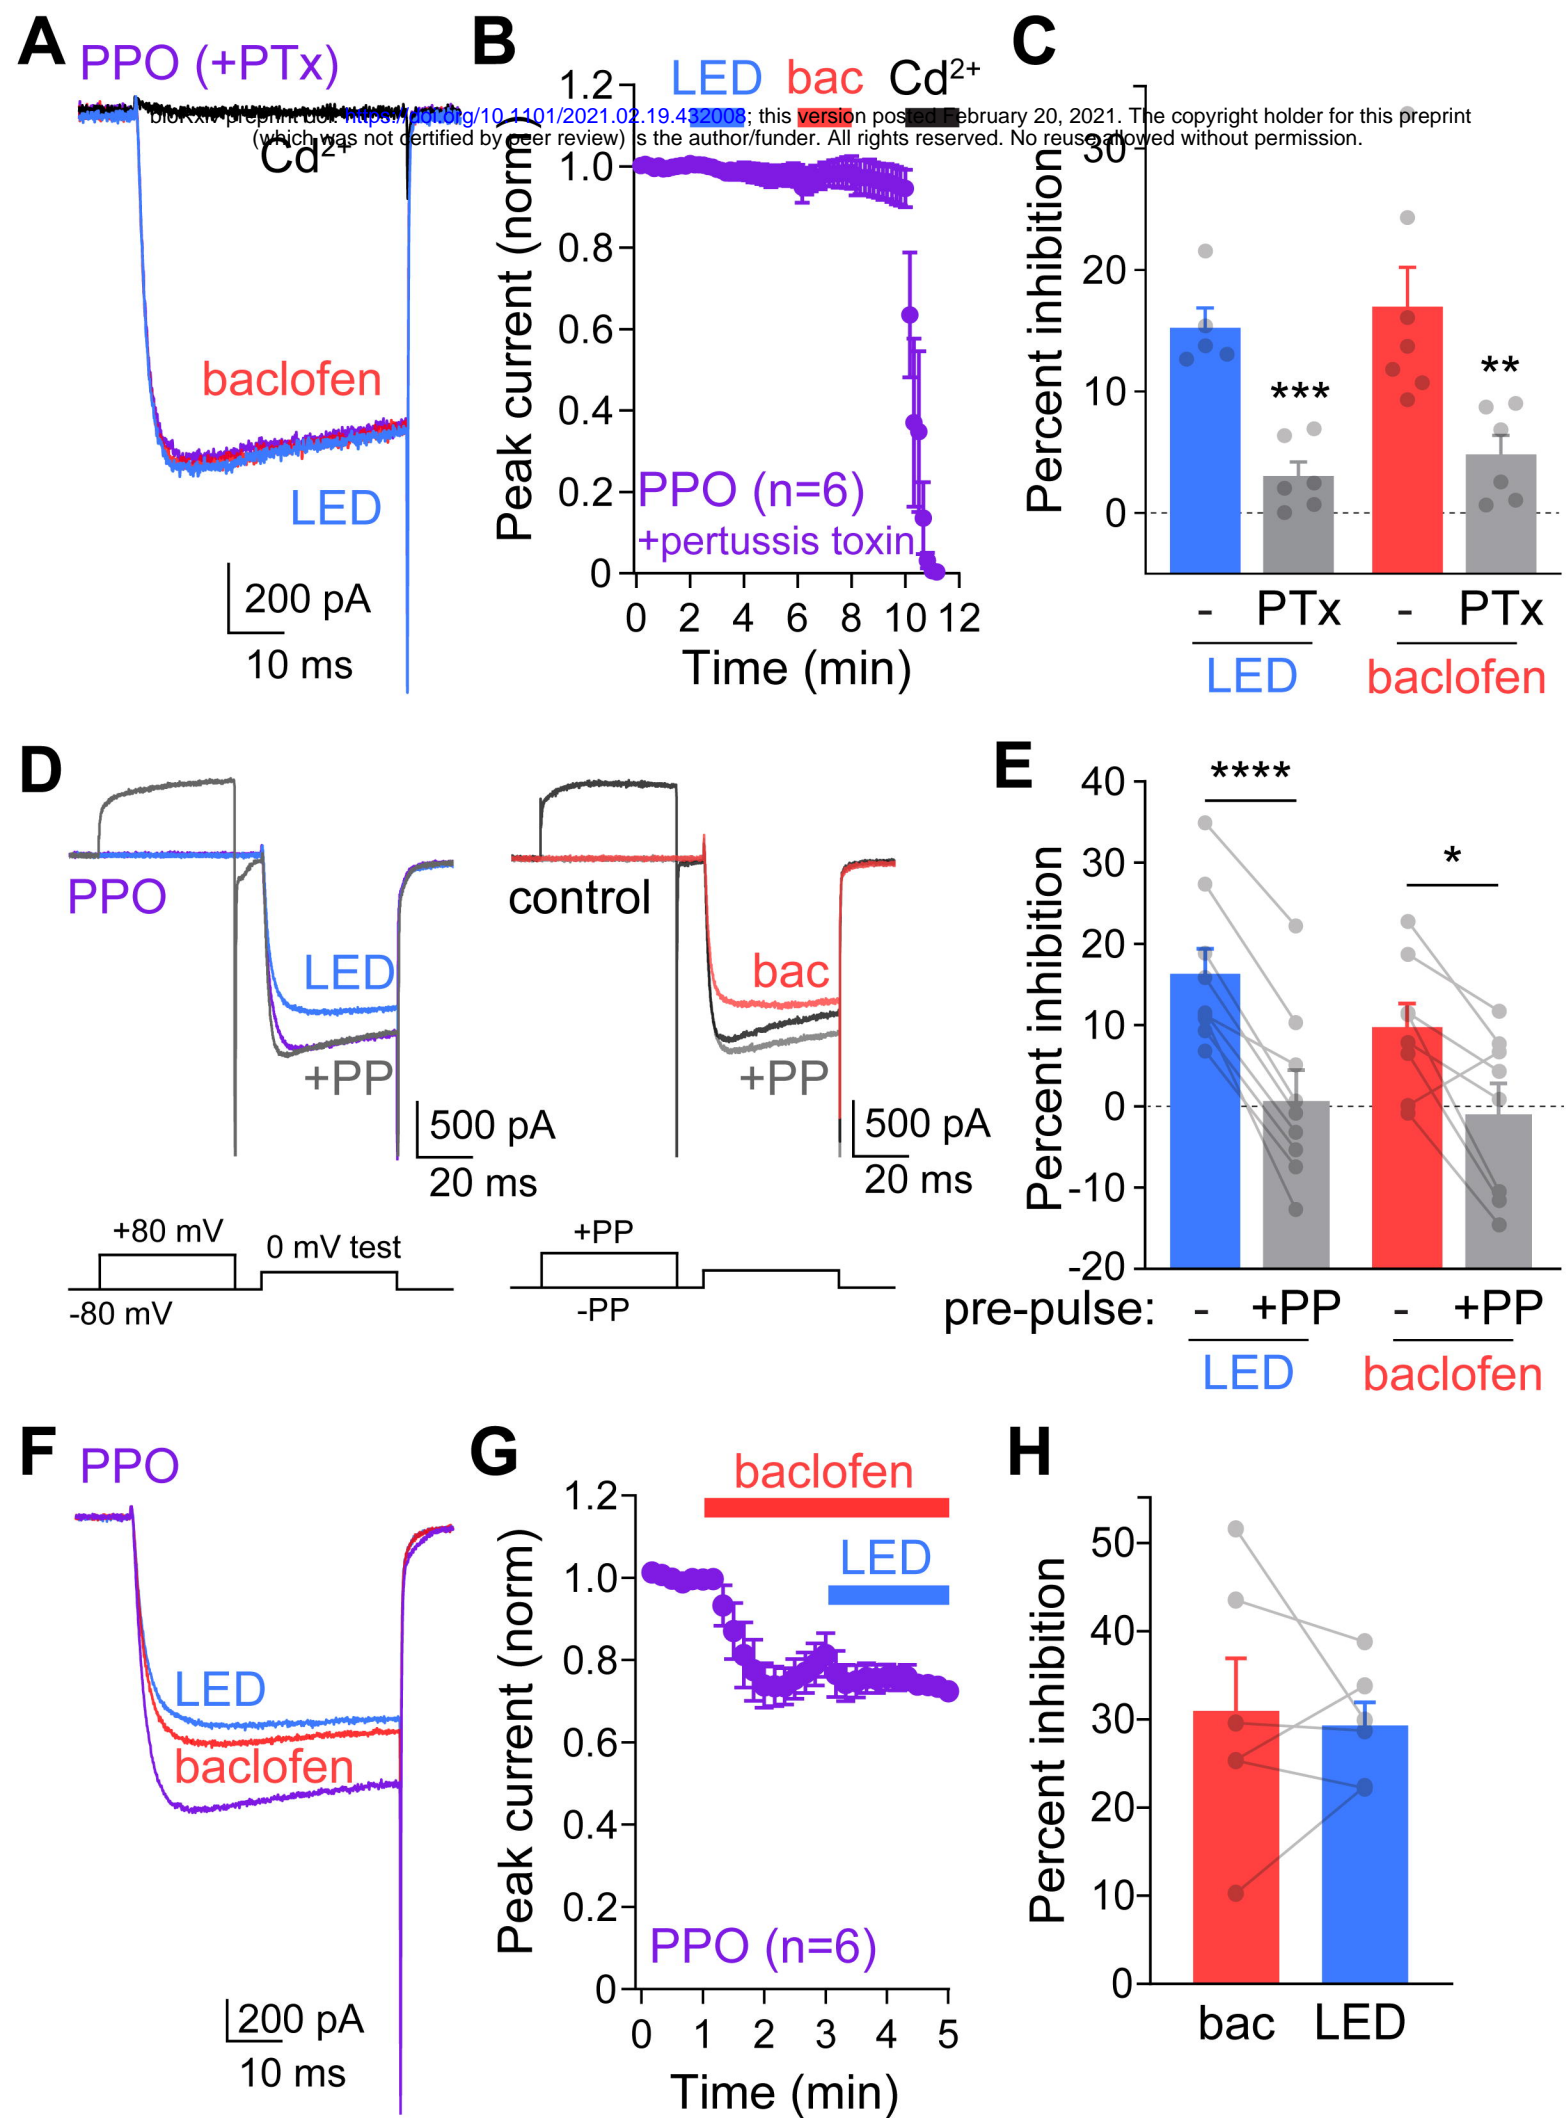 A
PPO (+PTx)
Cd2+
baclofen
LED
200 pA
10 ms
bioRxiv preprint doi: https://doi.org/10.1101/2021.02.19.432008; this version posted February 20, 2021. The copyright holder for this preprint
(which was not certified by peer review) is the author/funder. All rights reserved. No reuse allowed without permission.
B
LED bac Cd2+
Peak current (norm)
1.2
1.0
0.8
0.6
0.4
0.2
0
PPO (n=6)
+pertussis toxin
0 2 4 6 8 10 12
Time (min)
C
Percent inhibition
30
20
10
0
***
**
- PTx - PTx
LED baclofen
D
PPO
LED
+PP
500 pA
20 ms
+80 mV
0 mV test
-80 mV
control
bac
+PP
500 pA
20 ms
+PP
-PP
E
Percent inhibition
40
30
20
10
0
-10
-20
****
*
pre-pulse: - +PP - +PP
LED baclofen
F
PPO
LED
baclofen
200 pA
10 ms
G
baclofen
LED
Peak current (norm)
1.2
1.0
0.8
0.6
0.4
0.2
0
PPO (n=6)
0 1 2 3 4 5
Time (min)
H
Percent inhibition
50
40
30
20
10
0
bac LED